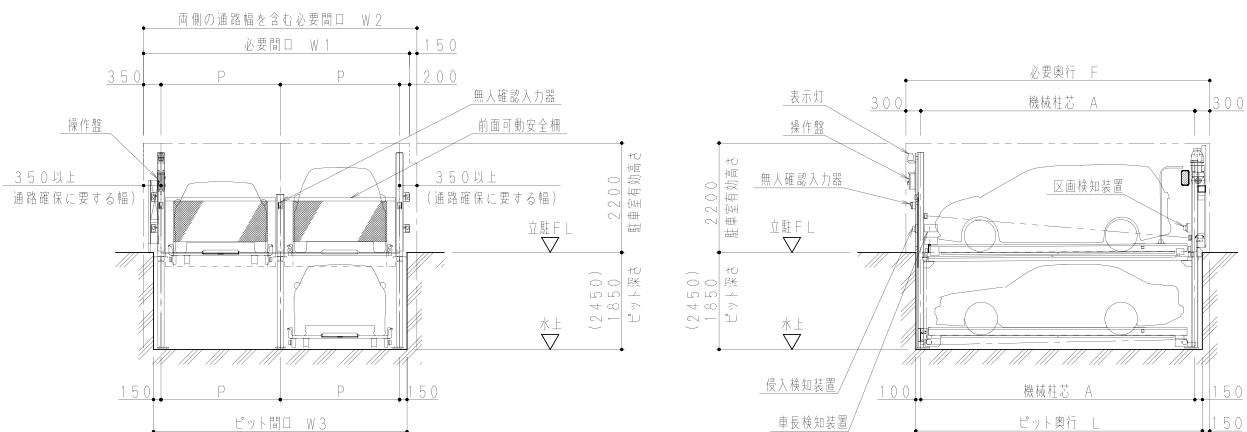 両側の通路幅を含む必要間口 W2
必要間口 W1
150
350
P
P
200
無人確認入力器
前面可動安全柵
操作盤
350以上
(通路確保に要する幅)
350以上
(通路確保に要する幅)
2200
駐車室有効高さ
立駐FL
(2450)
1850
ピット深さ
水上
150
P
P
150
ピット間口 W3
必要奥行 F
300
機械柱芯 A
300
表示灯
操作盤
無人確認入力器
区画検知装置
2200
駐車室有効高さ
立駐FL
(2450)
1850
ピット深さ
水上
侵入検知装置
車長検知装置
100
機械柱芯 A
150
ピット奥行 L
150